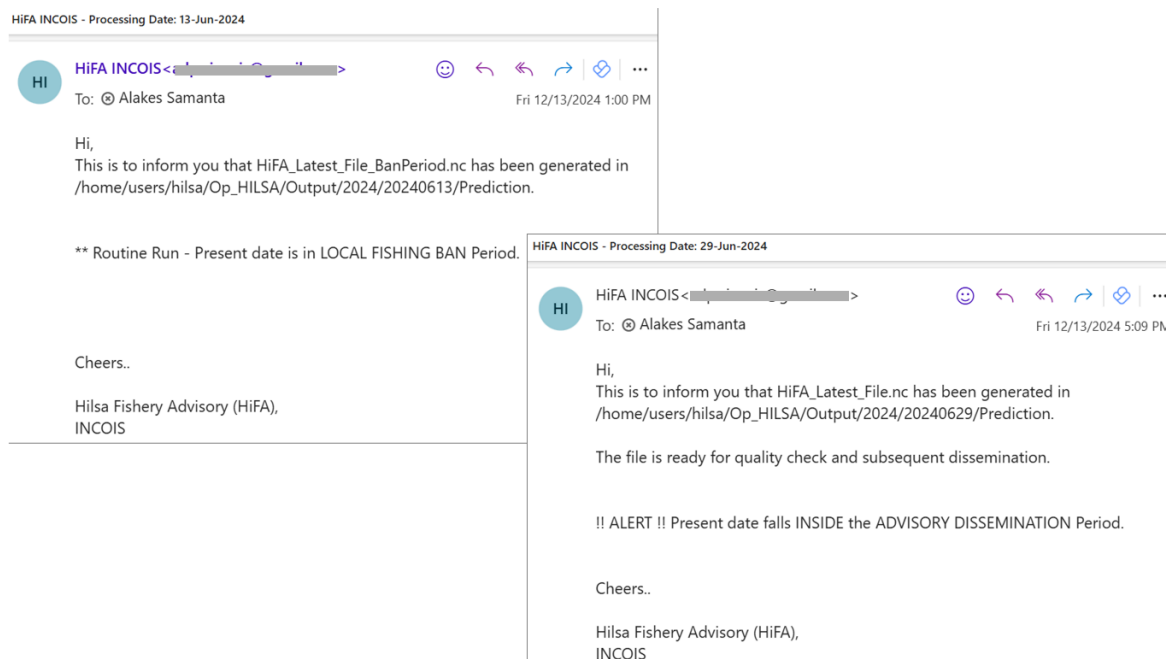 HiFA INCOIS - Processing Date: 13-Jun-2024
HI
HiFA INCOIS< >
To: Alakes Samanta
Fri 12/13/2024 1:00 PM
Hi,
This is to inform you that HiFA_Latest_File_BanPeriod.nc has been generated in
/home/users/hilsa/Op_HILSA/Output/2024/20240613/Prediction.
** Routine Run - Present date is in LOCAL FISHING BAN Period.
Cheers..
Hilsa Fishery Advisory (HiFA),
INCOIS
HiFA INCOIS - Processing Date: 29-Jun-2024
HI
HiFA INCOIS< >
To: Alakes Samanta
Fri 12/13/2024 5:09 PM
Hi,
This is to inform you that HiFA_Latest_File.nc has been generated in
/home/users/hilsa/Op_HILSA/Output/2024/20240629/Prediction.
The file is ready for quality check and subsequent dissemination.
!! ALERT !! Present date falls INSIDE the ADVISORY DISSEMINATION Period.
Cheers..
Hilsa Fishery Advisory (HiFA),
INCOIS